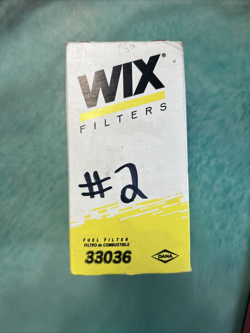 WIX®
FILTERS
#2
FUEL FILTER
FILTRO de COMBUSTIBLE
33036
DANA